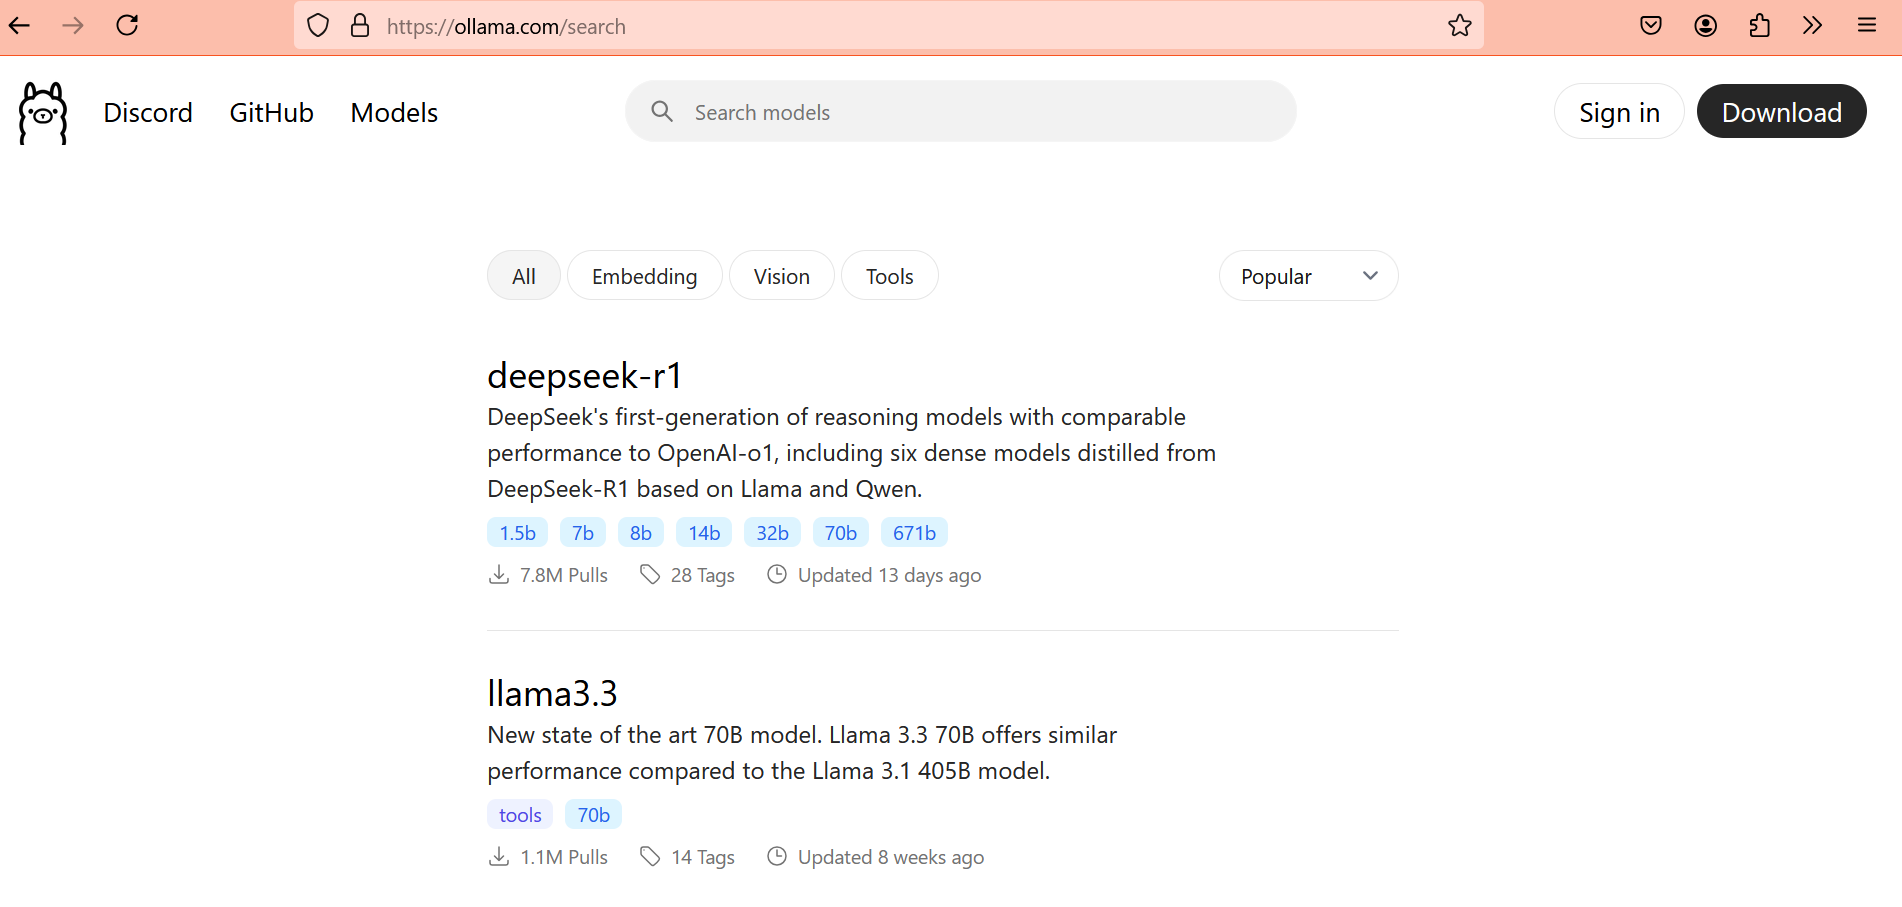 https://ollama.com/search
Discord GitHub Models Search models Sign in Download
All Embedding Vision Tools Popular
deepseek-r1
DeepSeek's first-generation of reasoning models with comparable
performance to OpenAI-o1, including six dense models distilled from
DeepSeek-R1 based on Llama and Qwen.
1.5b 7b 8b 14b 32b 70b 671b
7.8M Pulls 28 Tags Updated 13 days ago
llama3.3
New state of the art 70B model. Llama 3.3 70B offers similar
performance compared to the Llama 3.1 405B model.
tools 70b
1.1M Pulls 14 Tags Updated 8 weeks ago